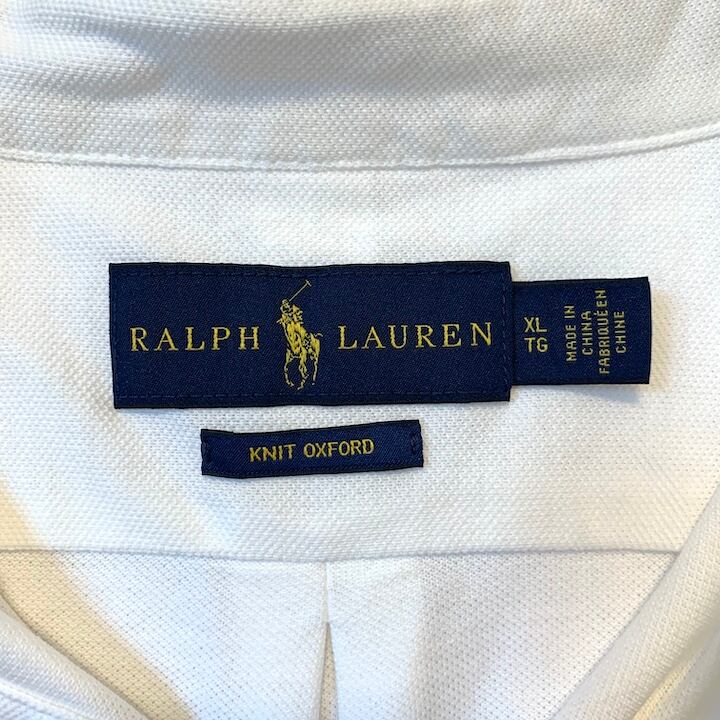 RALPH LAUREN
XL
TG
MADE IN
CHINA
FABRIQUÉ EN
CHINE
KNIT OXFORD